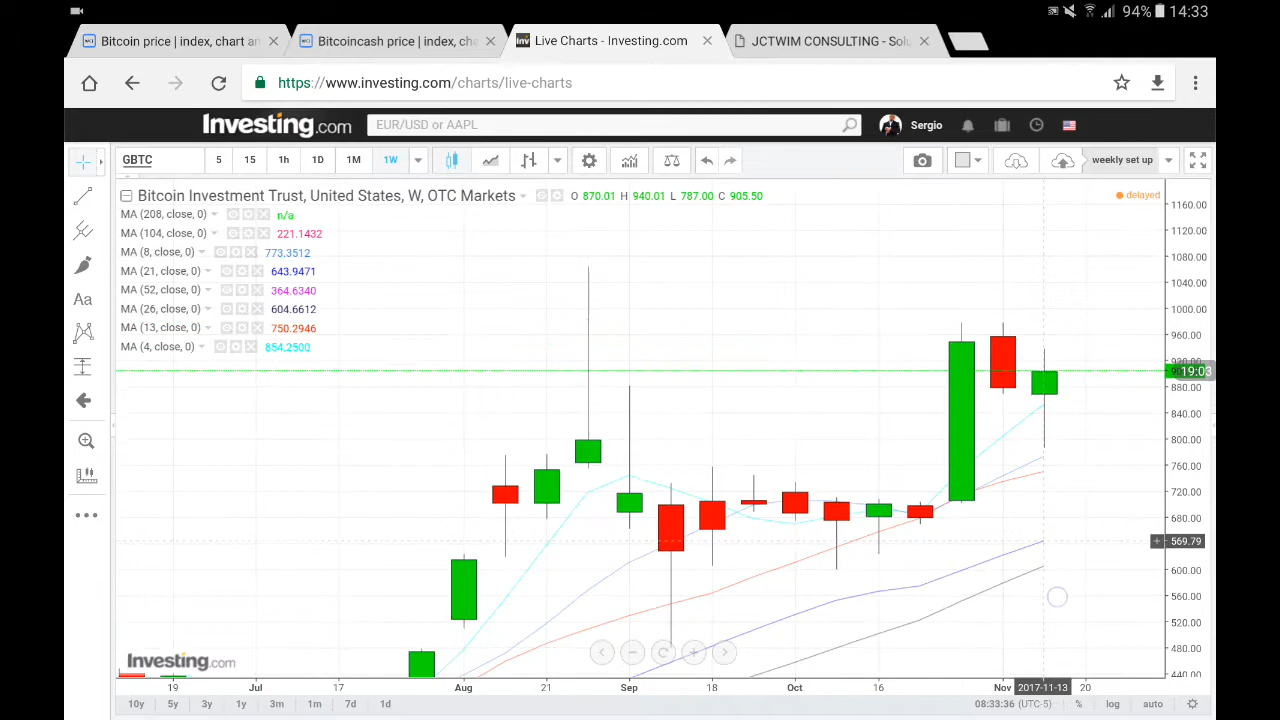 94% 14:33
Bitcoin price | index, chart an
Bitcoincash price | index, cha
Live Charts - Investing.com
JCTWIM CONSULTING - Solu
https://www.investing.com/charts/live-charts
Investing.com
EUR/USD or AAPL
Sergio
GBTC 5 15 1h 1D 1M 1W
weekly set up
Bitcoin Investment Trust, United States, W, OTC Markets O 870.01 H 940.01 L 787.00 C 905.50
delayed
MA (208, close, 0) n/a
MA (104, close, 0) 221.1432
MA (8, close, 0) 773.3512
MA (21, close, 0) 643.9471
MA (52, close, 0) 364.6340
MA (26, close, 0) 604.6612
MA (13, close, 0) 750.2946
MA (4, close, 0) 854.2500
Aa
1160.00
1120.00
1080.00
1040.00
1000.00
960.00
920.00
19:03
880.00
840.00
800.00
760.00
720.00
680.00
569.79
600.00
560.00
520.00
480.00
440.00
Investing.com
19 Jul 17 Aug 21 Sep 18 Oct 16 Nov 2017-11-13 20
10y 5y 3y 1y 3m 1m 7d 1d
08:33:36 (UTC-5) % log auto